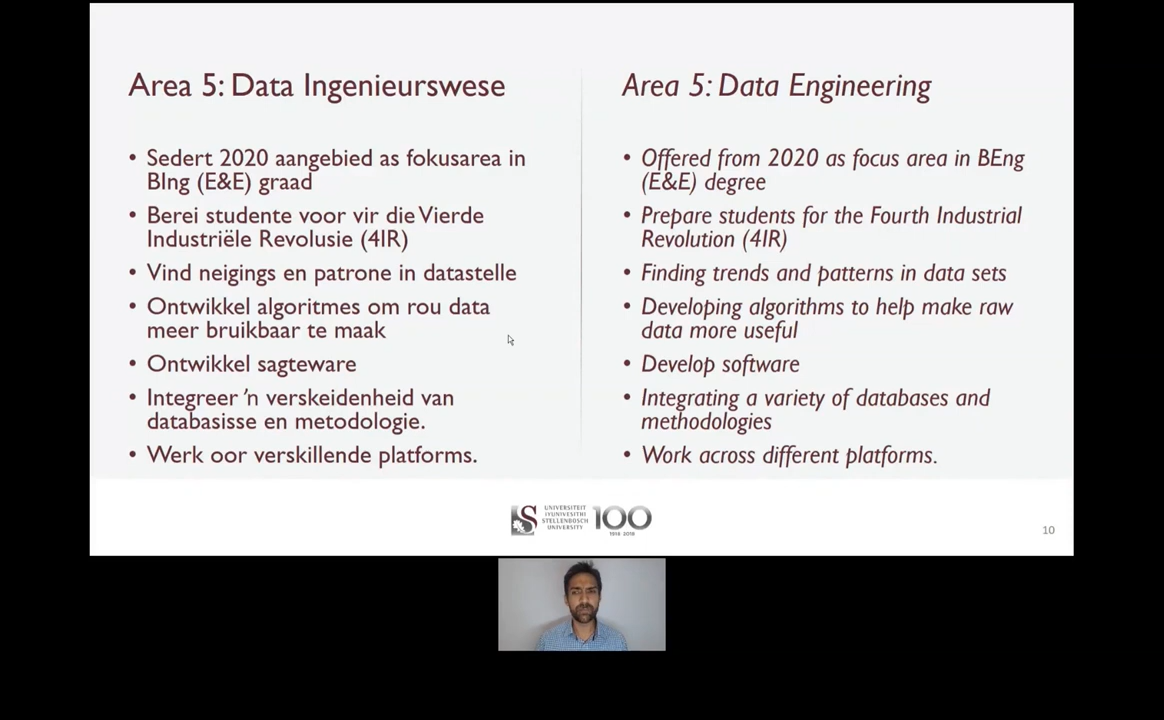 Area 5: Data Ingenieurswese
• Sedert 2020 aangebied as fokusarea in
BIng (E&E) graad
• Berei studente voor vir die Vierde
Industriële Revolusie (4IR)
• Vind neigings en patrone in datastelle
• Ontwikkel algoritmes om rou data
meer bruikbaar te maak
• Ontwikkel sagteware
• Integreer 'n verskeidenheid van
databasisse en metodologie.
• Werk oor verskillende platforms.
Area 5: Data Engineering
• Offered from 2020 as focus area in BEng
(E&E) degree
• Prepare students for the Fourth Industrial
Revolution (4IR)
• Finding trends and patterns in data sets
• Developing algorithms to help make raw
data more useful
• Develop software
• Integrating a variety of databases and
methodologies
• Work across different platforms.
UNIVERSITEIT
IYUNIVESITHI
STELLENBOSCH
UNIVERSITY
100
1918 2018
10